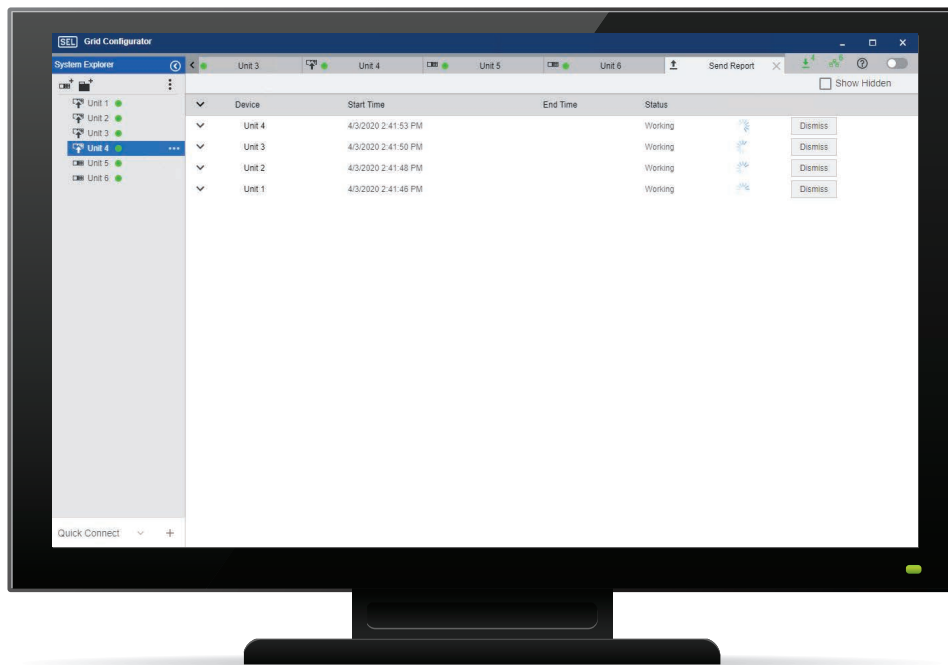 SEL Grid Configurator
System Explorer
Unit 3 Unit 4 Unit 5 Unit 6 Send Report 4 6
Show Hidden
Unit 1
Unit 2
Unit 3
Unit 4
Unit 5
Unit 6
Device Start Time End Time Status
Unit 4 4/3/2020 2:41:53 PM Working Dismiss
Unit 3 4/3/2020 2:41:50 PM Working Dismiss
Unit 2 4/3/2020 2:41:48 PM Working Dismiss
Unit 1 4/3/2020 2:41:46 PM Working Dismiss
Quick Connect